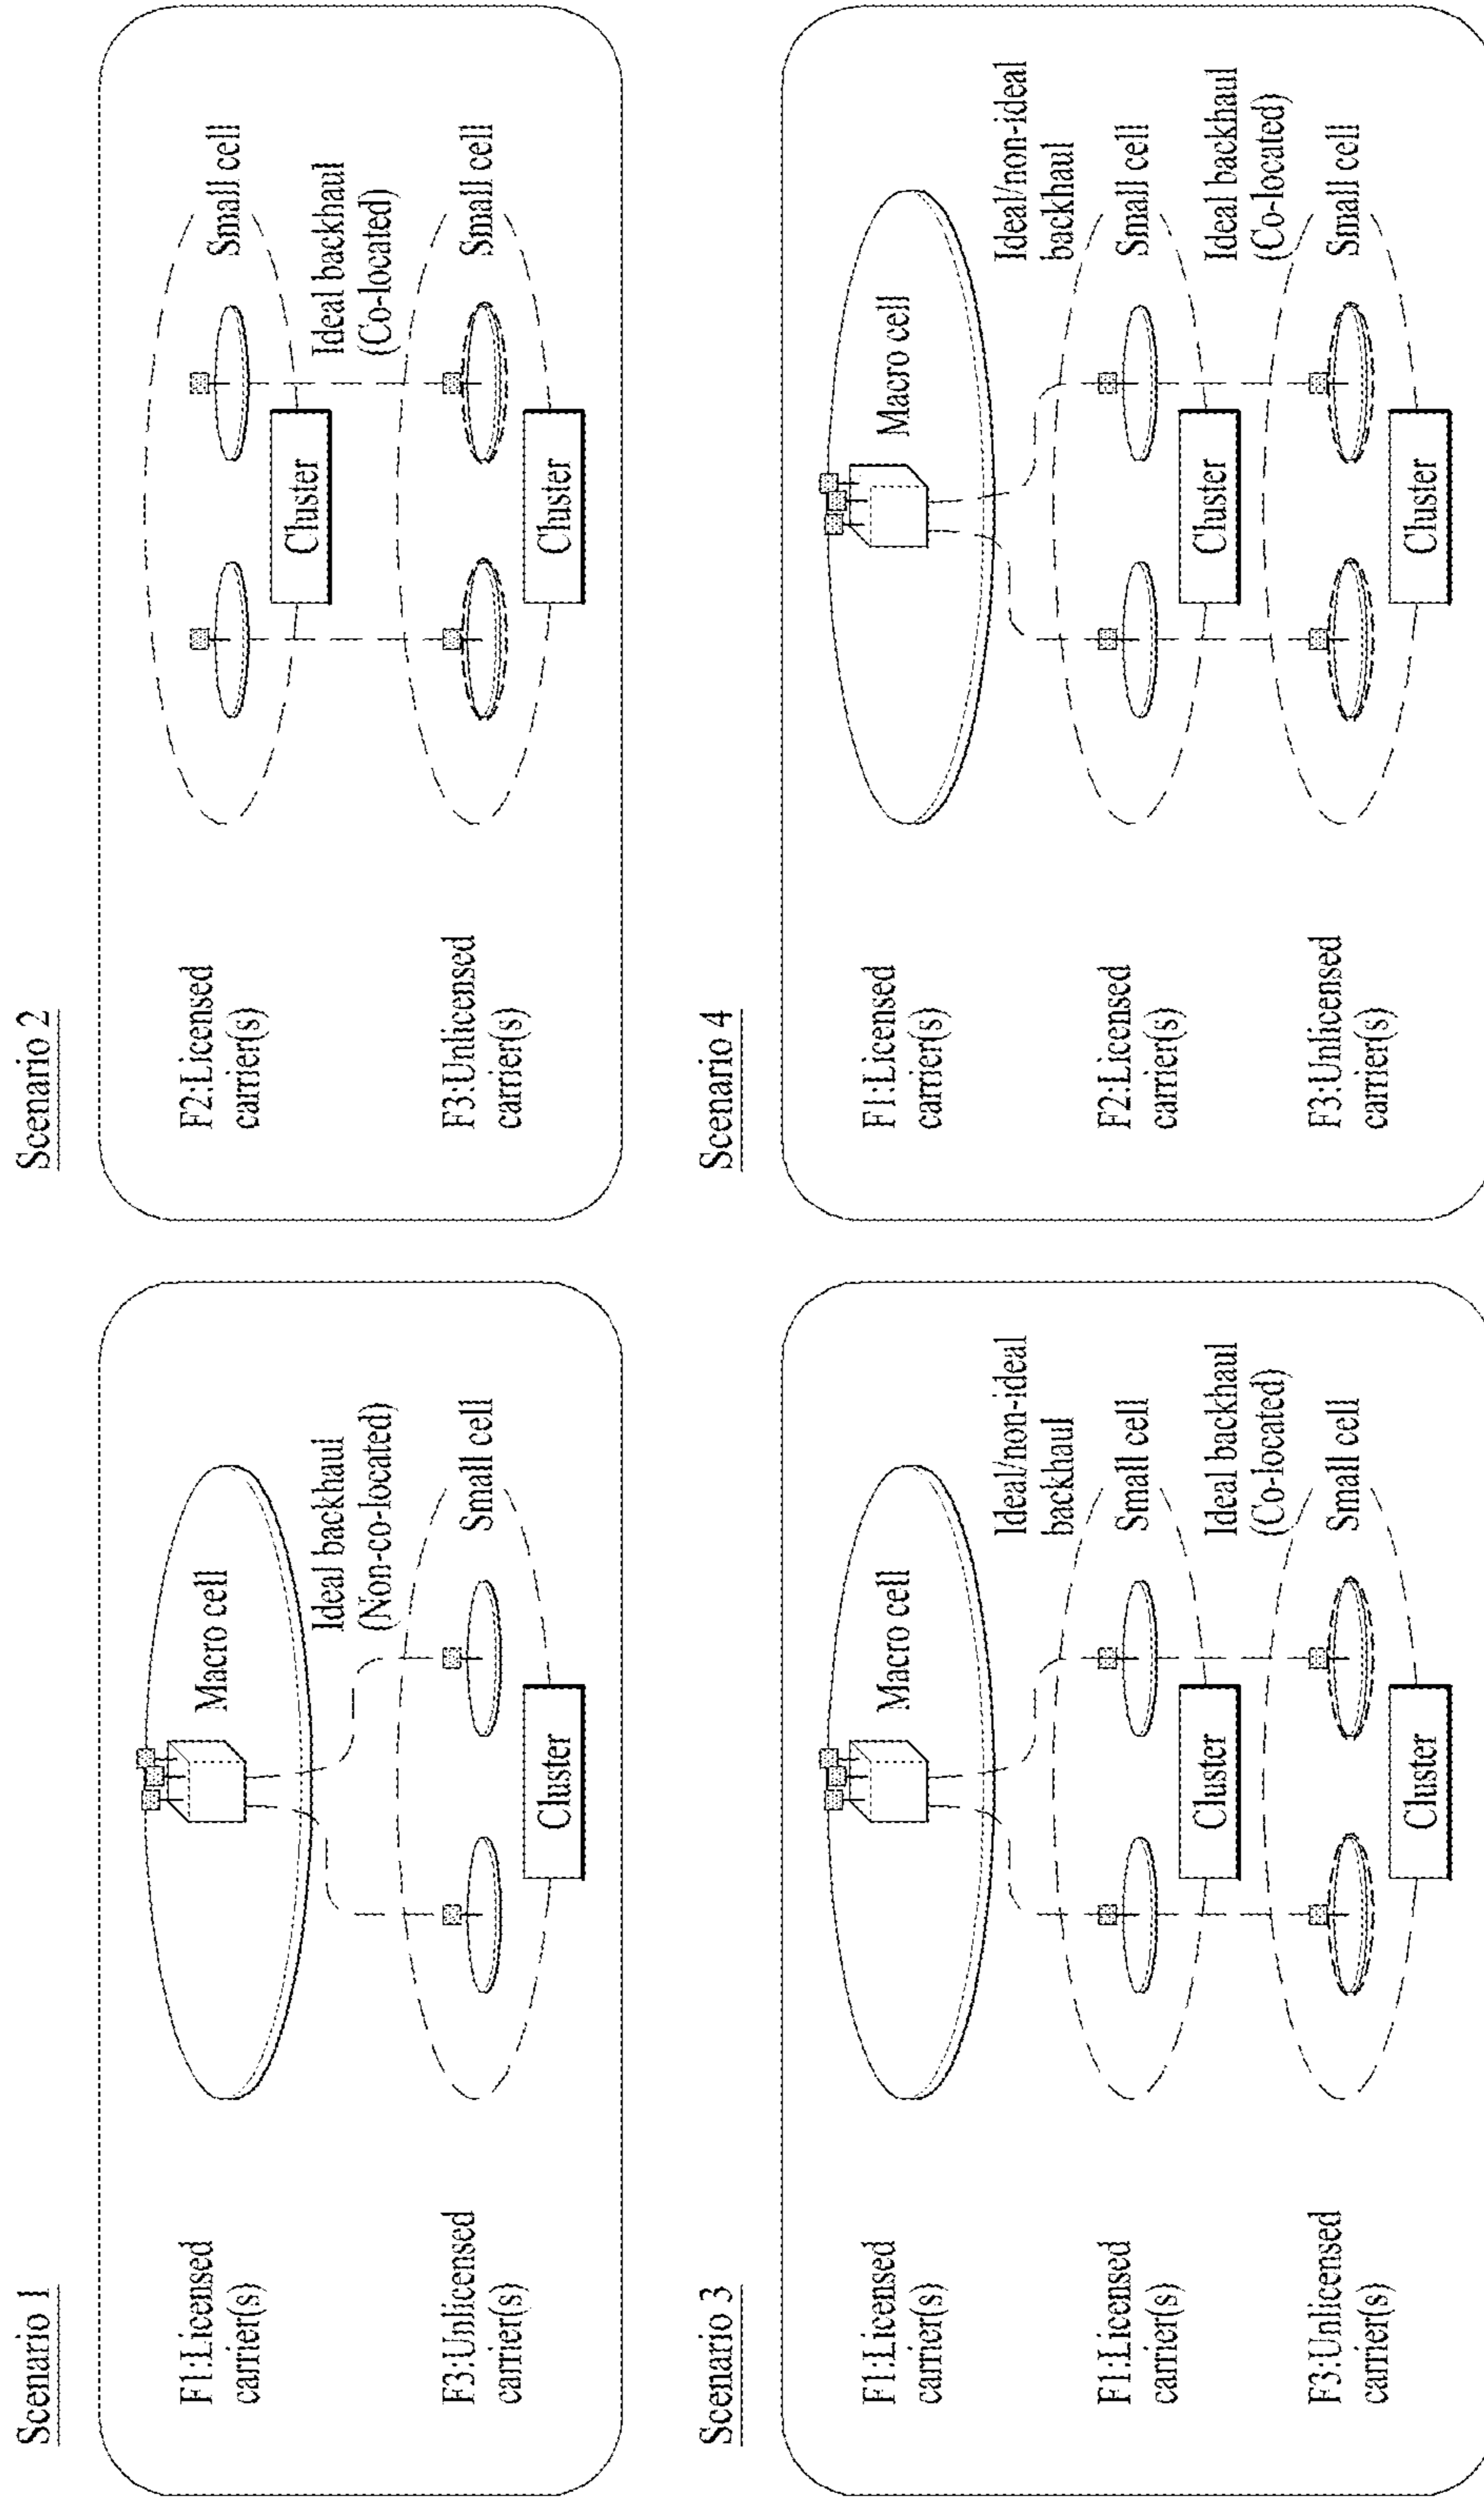 Scenario 1
F1:Licensed
carrier(s)
Macro cell
Ideal backhaul
(Non-co-located)
F3:Unlicensed
carrier(s)
Small cell
Cluster
Scenario 2
F2:Licensed
carrier(s)
Small cell
Cluster
Ideal backhaul
(Co-located)
F3:Unlicensed
carrier(s)
Small cell
Cluster
Scenario 3
F1:Licensed
carrier(s)
Macro cell
Ideal/non-ideal
backhaul
F1:Licensed
carrier(s)
Small cell
Cluster
Ideal backhaul
(Co-located)
F3:Unlicensed
carrier(s)
Small cell
Cluster
Scenario 4
F1:Licensed
carrier(s)
Macro cell
Ideal/non-ideal
backhaul
F2:Licensed
carrier(s)
Small cell
Cluster
Ideal backhaul
(Co-located)
F3:Unlicensed
carrier(s)
Small cell
Cluster